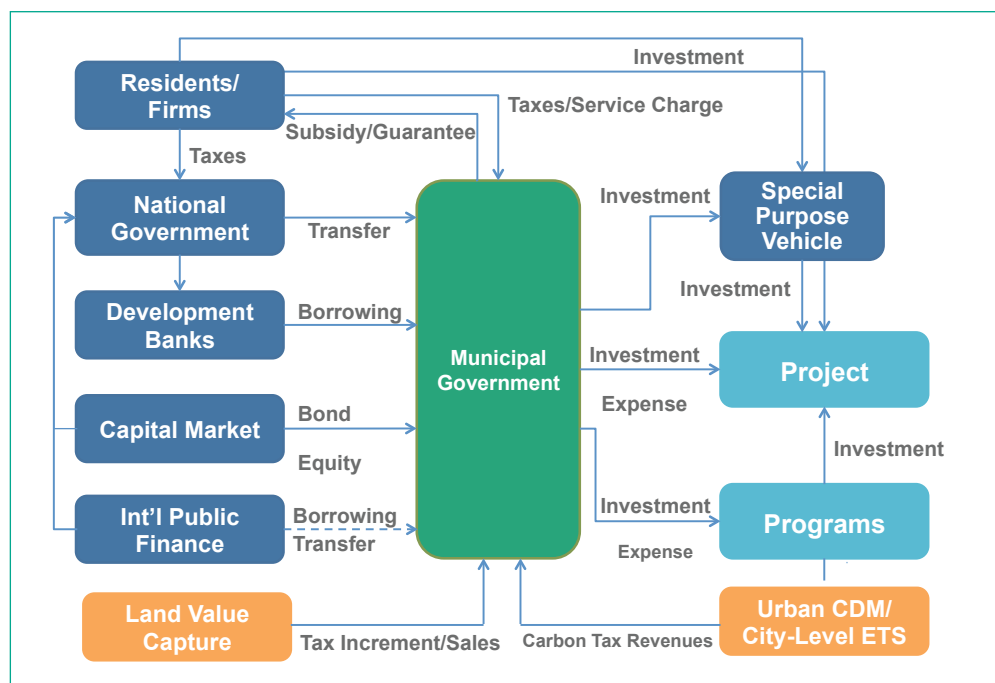 Investment
Residents/
Firms
Taxes/Service Charge
Subsidy/Guarantee
Taxes
National
Government
Transfer
Investment
Special
Purpose
Vehicle
Investment
Development
Banks
Borrowing
Municipal
Government
Investment
Project
Expense
Capital Market
Bond
Equity
Investment
Int'l Public
Finance
Borrowing
Transfer
Investment
Expense
Programs
Land Value
Capture
Tax Increment/Sales
Carbon Tax Revenues
Urban CDM/
City-Level ETS